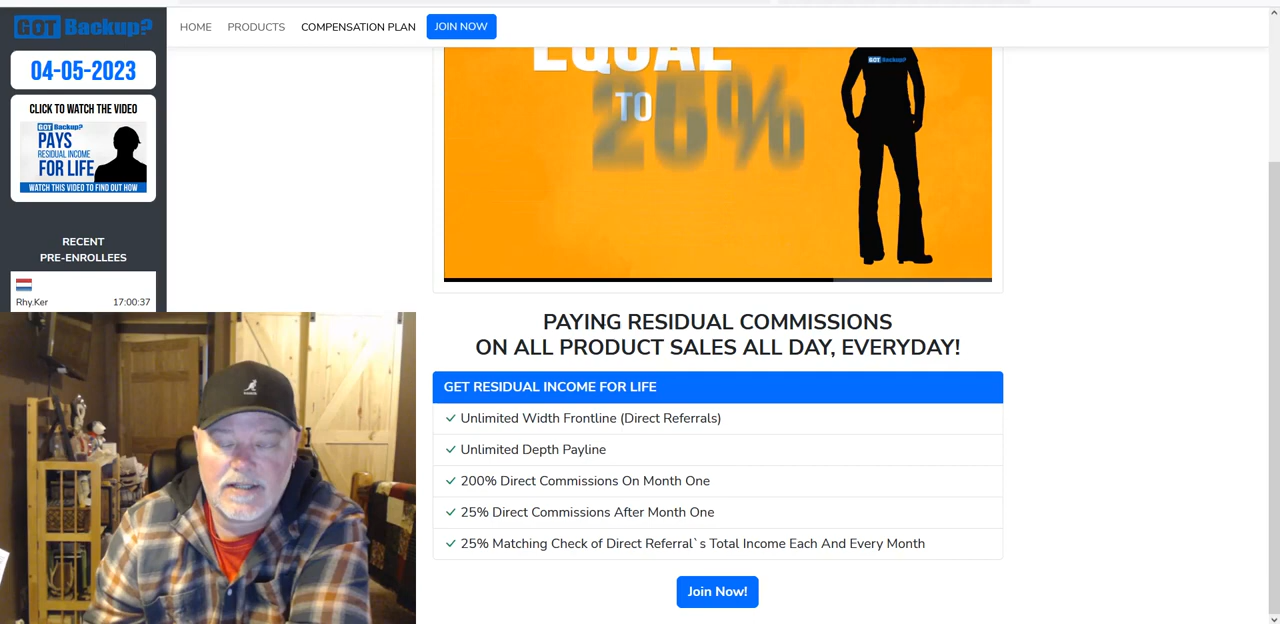 GOT Backup?
HOME PRODUCTS COMPENSATION PLAN JOIN NOW
04-05-2023
CLICK TO WATCH THE VIDEO
GOT Backup?
PAYS
RESIDUAL INCOME
FOR LIFE
WATCH THIS VIDEO TO FIND OUT HOW
RECENT
PRE-ENROLLEES
Rhy.Ker 17:00:37
EQUAL
TO
GOT Backup?
PAYING RESIDUAL COMMISSIONS
ON ALL PRODUCT SALES ALL DAY, EVERYDAY!
GET RESIDUAL INCOME FOR LIFE
Unlimited Width Frontline (Direct Referrals)
Unlimited Depth Payline
200% Direct Commissions On Month One
25% Direct Commissions After Month One
25% Matching Check of Direct Referral`s Total Income Each And Every Month
Join Now!